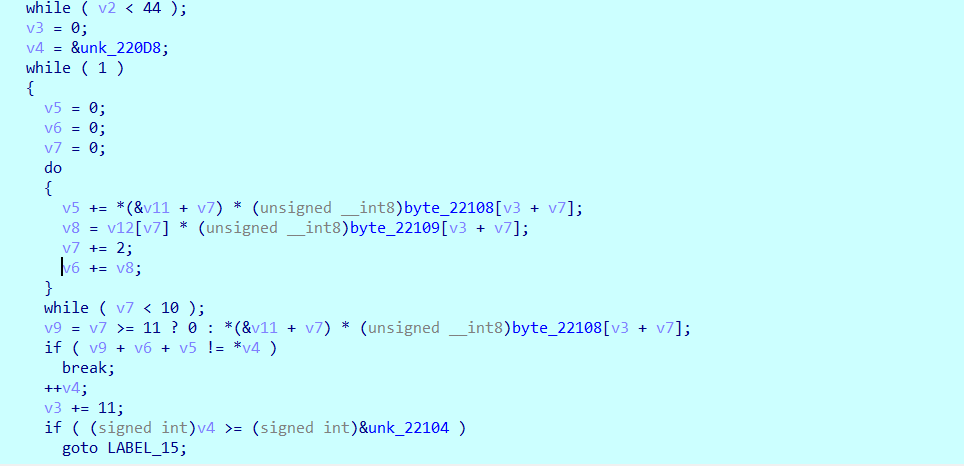 while ( v2 < 44 );
v3 = 0;
v4 = &unk_220D8;
while ( 1 )
{
v5 = 0;
v6 = 0;
v7 = 0;
do
{
v5 += *(&v11 + v7) * (unsigned __int8)byte_22108[v3 + v7];
v8 = v12[v7] * (unsigned __int8)byte_22109[v3 + v7];
v7 += 2;
v6 += v8;
}
while ( v7 < 10 );
v9 = v7 >= 11 ? 0 : *(&v11 + v7) * (unsigned __int8)byte_22108[v3 + v7];
if ( v9 + v6 + v5 != *v4 )
break;
++v4;
v3 += 11;
if ( (signed int)v4 >= (signed int)&unk_22104 )
goto LABEL_15;